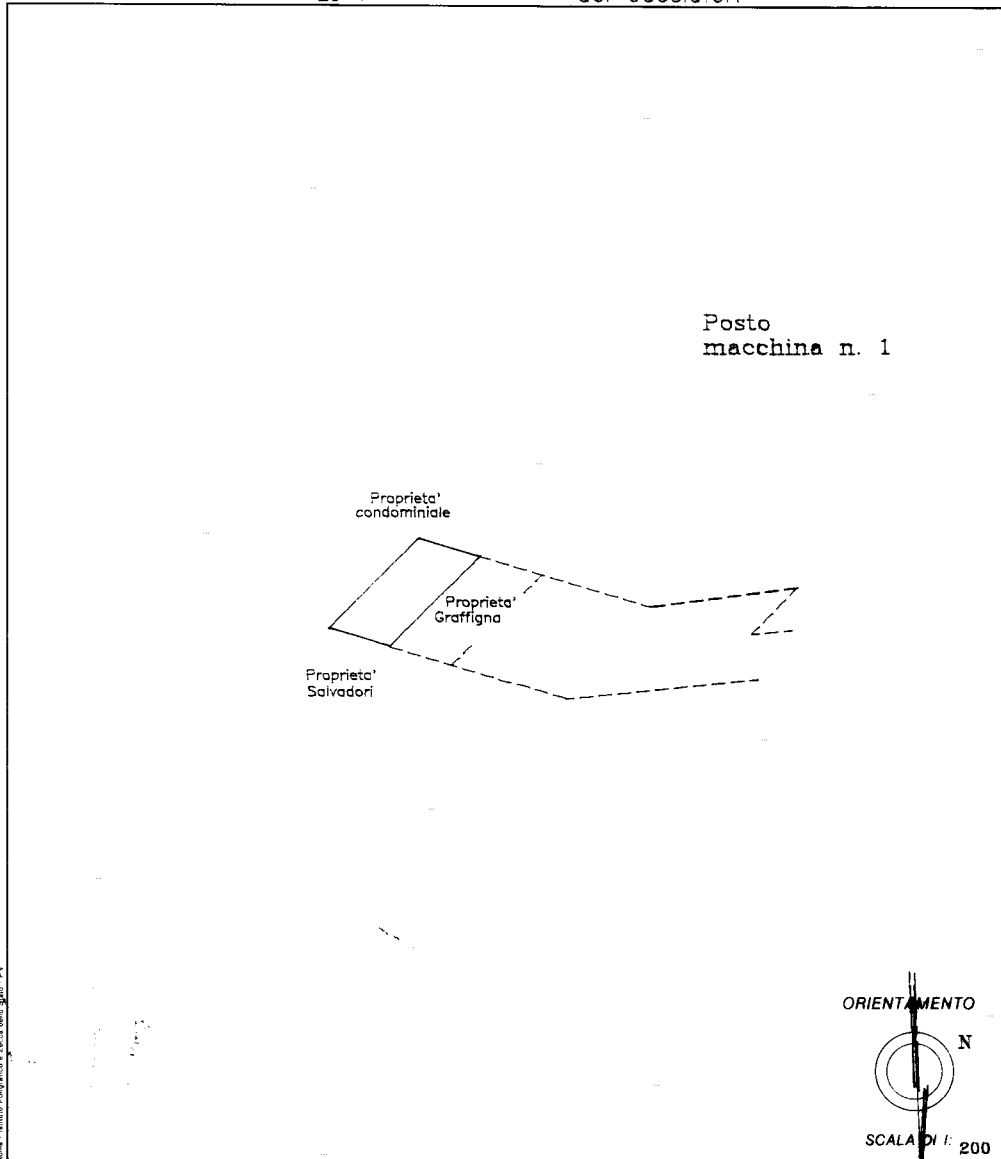 Posto
macchina n. 1
Proprieta'
condominiale
Proprieta'
Graffigna
Proprieta'
Salvadori
ORIENTAMENTO
N
SCALA DI 1: 200